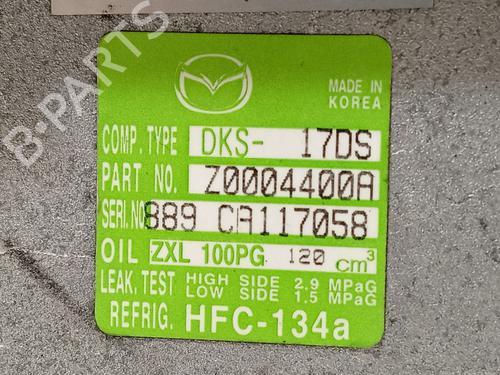 B-PARTS
MADE IN
KOREA
COMP. TYPE DKS- 17DS
PART NO. Z0004400A
SERI.NO 889 CA117058
OIL ZXL 100PG 120 cm³
LEAK. TEST HIGH SIDE 2.9 MPaG
LOW SIDE 1.5 MPaG
REFRIG. HFC-134a